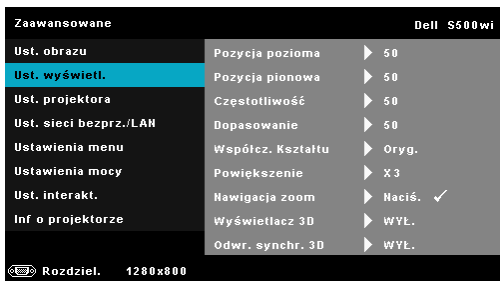 Zaawansowane Dell S500wi
Ust. obrazu
Ust. wyświetl.
Ust. projektora
Ust. sieci bezprz./LAN
Ustawienia menu
Ustawienia mocy
Ust. interakt.
Inf o projektorze
Pozycja pozioma 50
Pozycja pionowa 50
Częstotliwość 50
Dopasowanie 50
Współcz. Kształtu Oryg.
Powiększenie X3
Nawigacja zoom Naciś. ✓
Wyświetlacz 3D WYŁ.
Odwr. synchr. 3D WYŁ.
Rozdziel. 1280x800